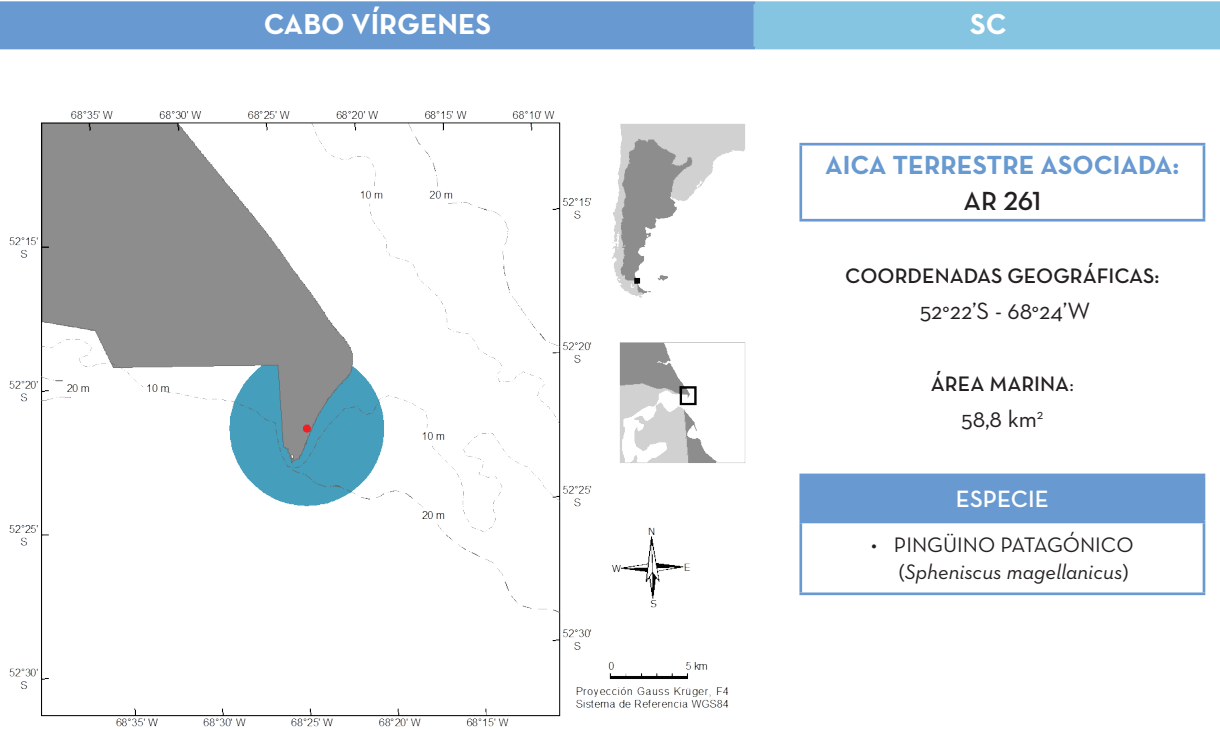 CABO VÍRGENES
SC
68°35' W 68°30' W 68°25' W 68°20' W 68°15' W 68°10' W
10 m
20 m
52°15'
S
52°15'
S
52°20'
S
52°20'
S
20 m
10 m
10 m
20 m
52°25'
S
52°25'
S
52°30'
S
52°30'
S
68°35' W 68°30' W 68°25' W 68°20' W 68°15' W
N
W E
S
0 5 km
Proyección Gauss Kruger, F4
Sistema de Referencia WGS84
AICA TERRESTRE ASOCIADA:
AR 261
COORDENADAS GEOGRÁFICAS:
52°22'S - 68°24'W
ÁREA MARINA:
58,8 km²
ESPECIE
• PINGÜINO PATAGÓNICO
(Spheniscus magellanicus)